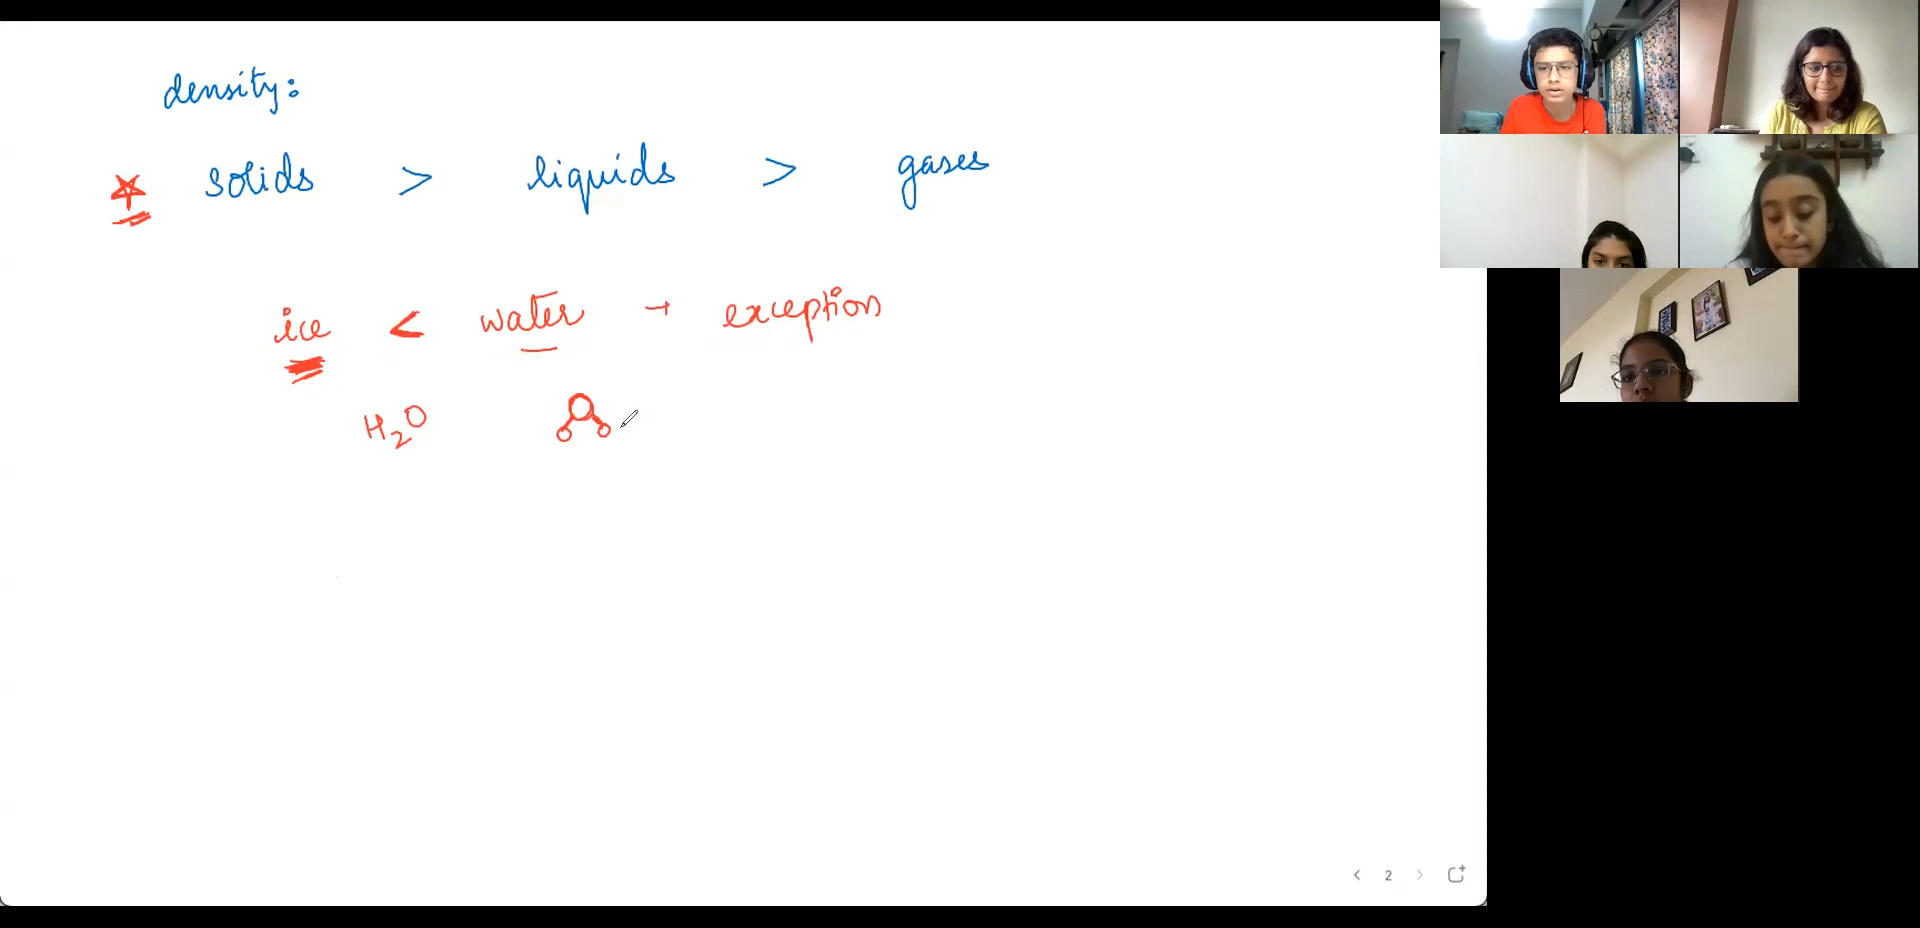 density:
solids > liquids > gases
ice < water → exception
H₂O
2